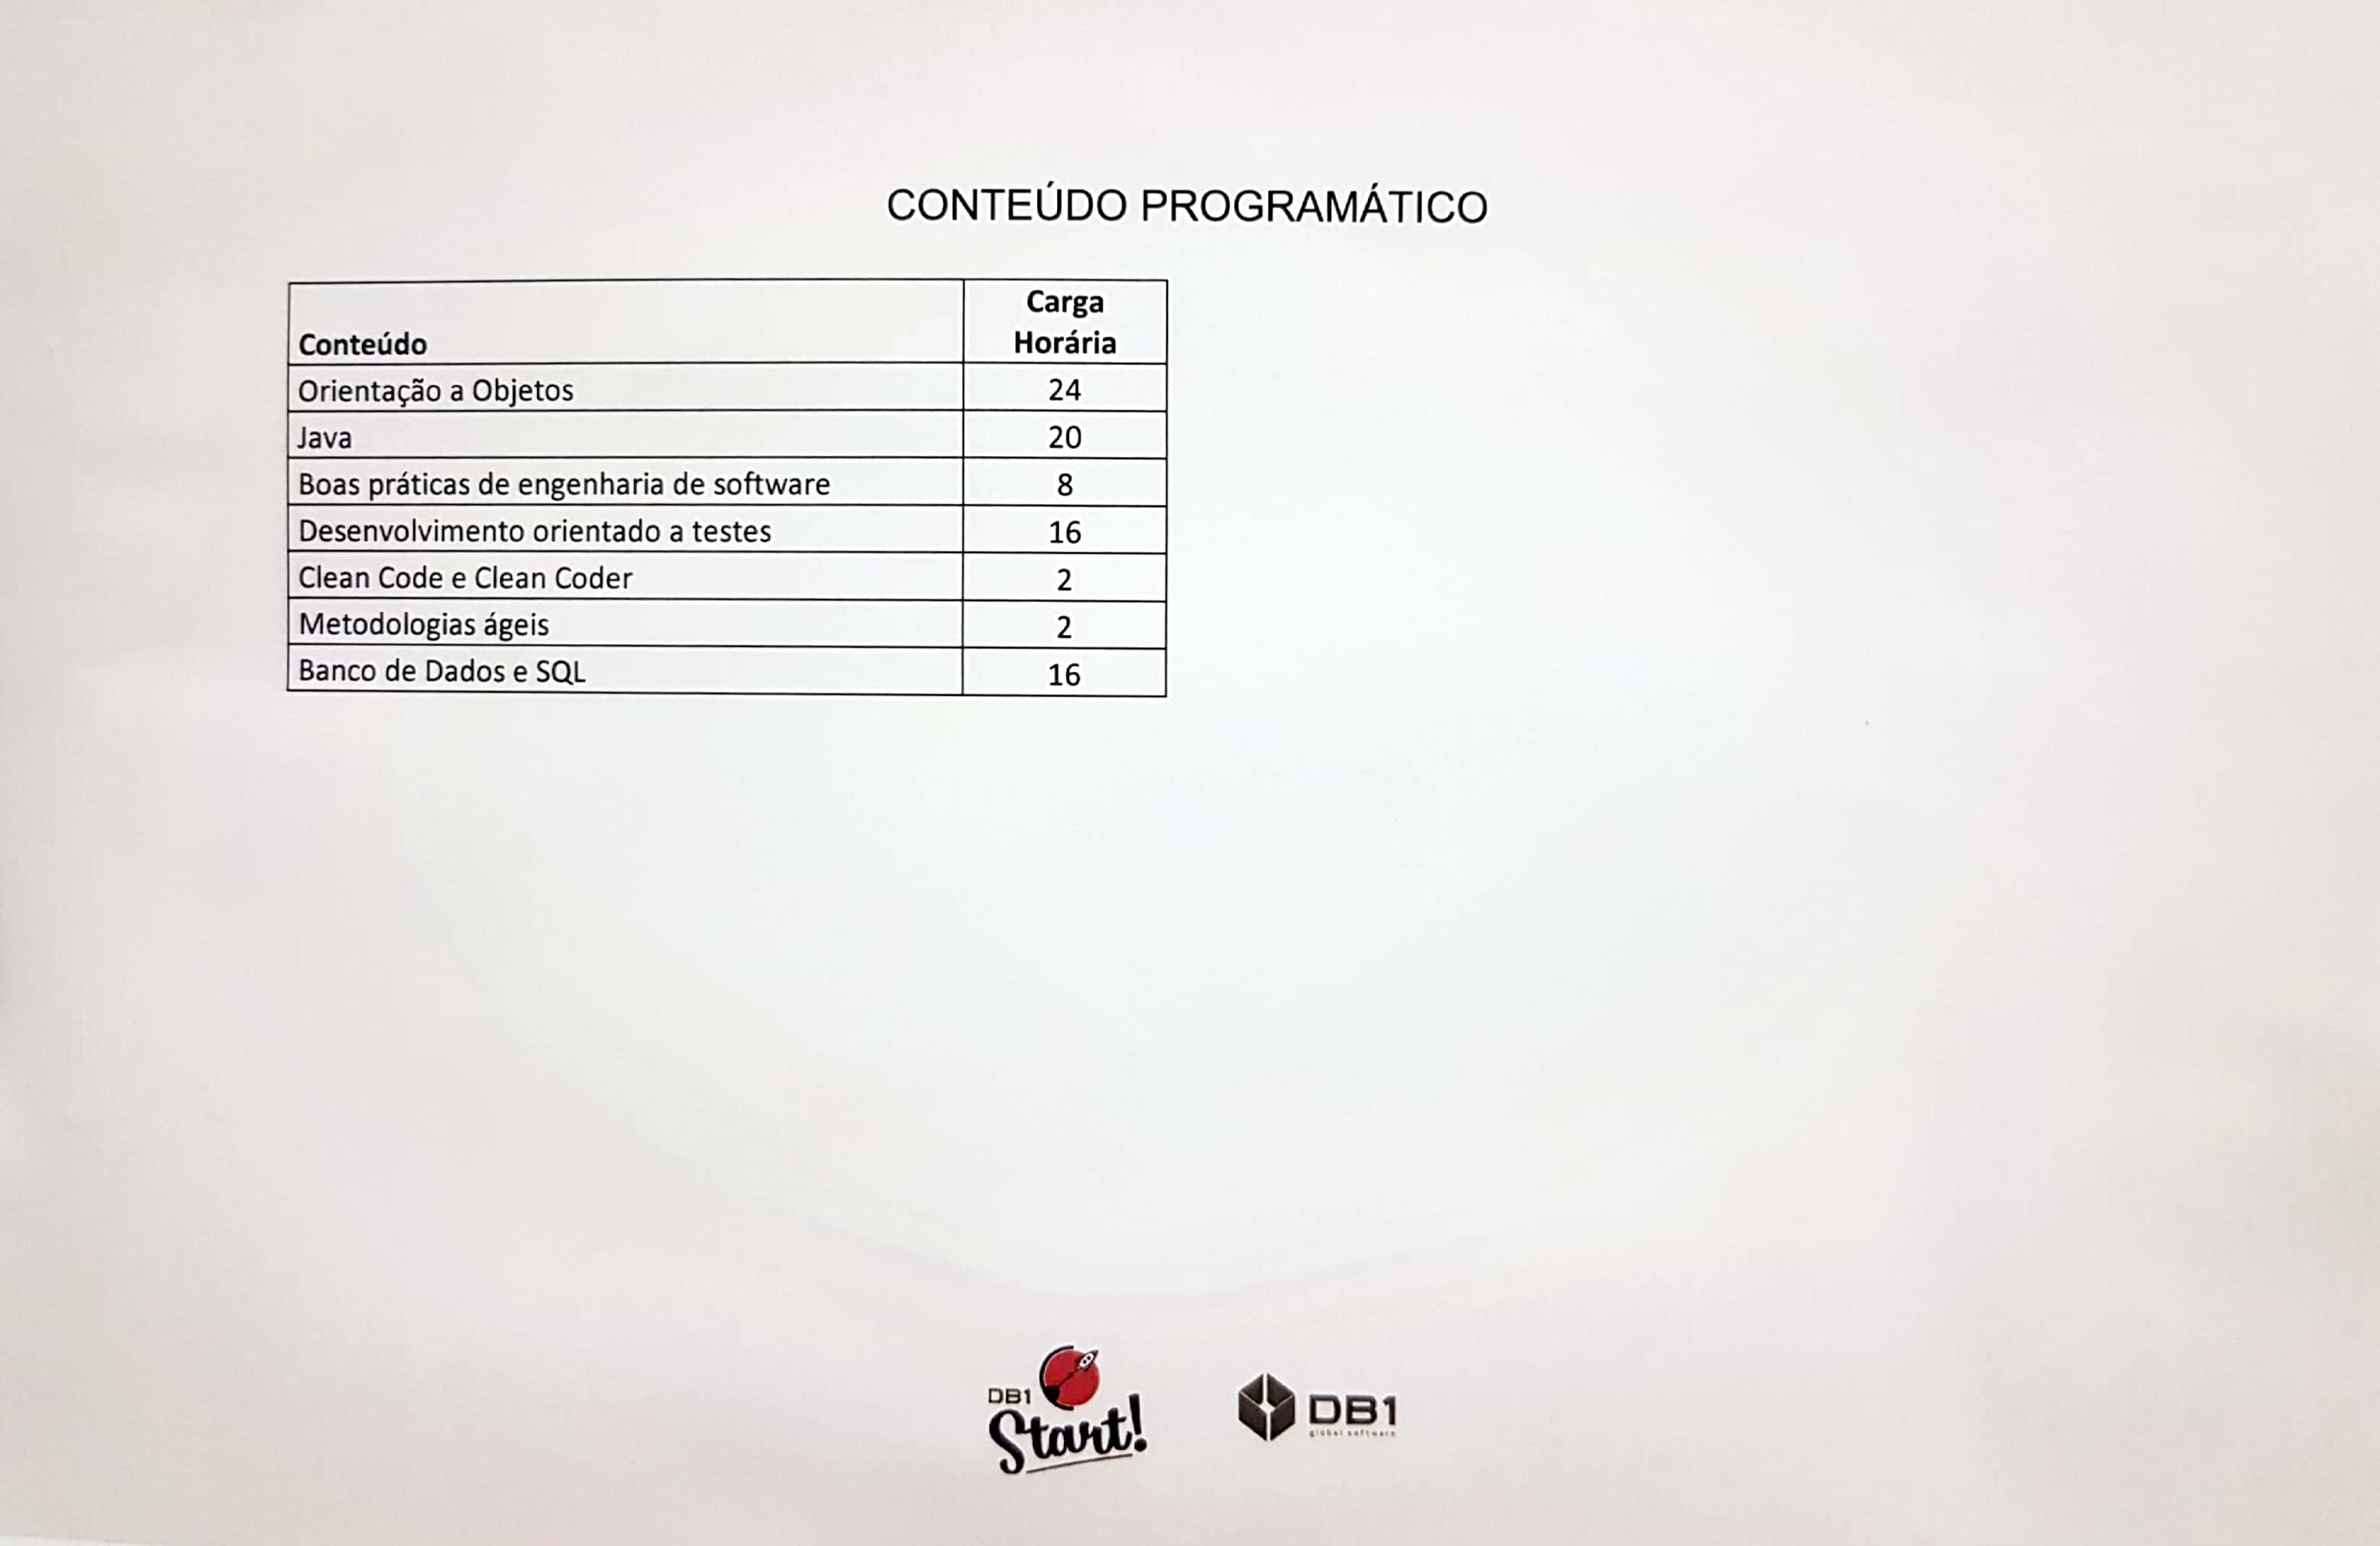 CONTEÚDO PROGRAMÁTICO
Conteúdo Carga Horária
Orientação a Objetos 24
Java 20
Boas práticas de engenharia de software 8
Desenvolvimento orientado a testes 16
Clean Code e Clean Coder 2
Metodologias ágeis 2
Banco de Dados e SQL 16
DB1
Start!
DB1
global software